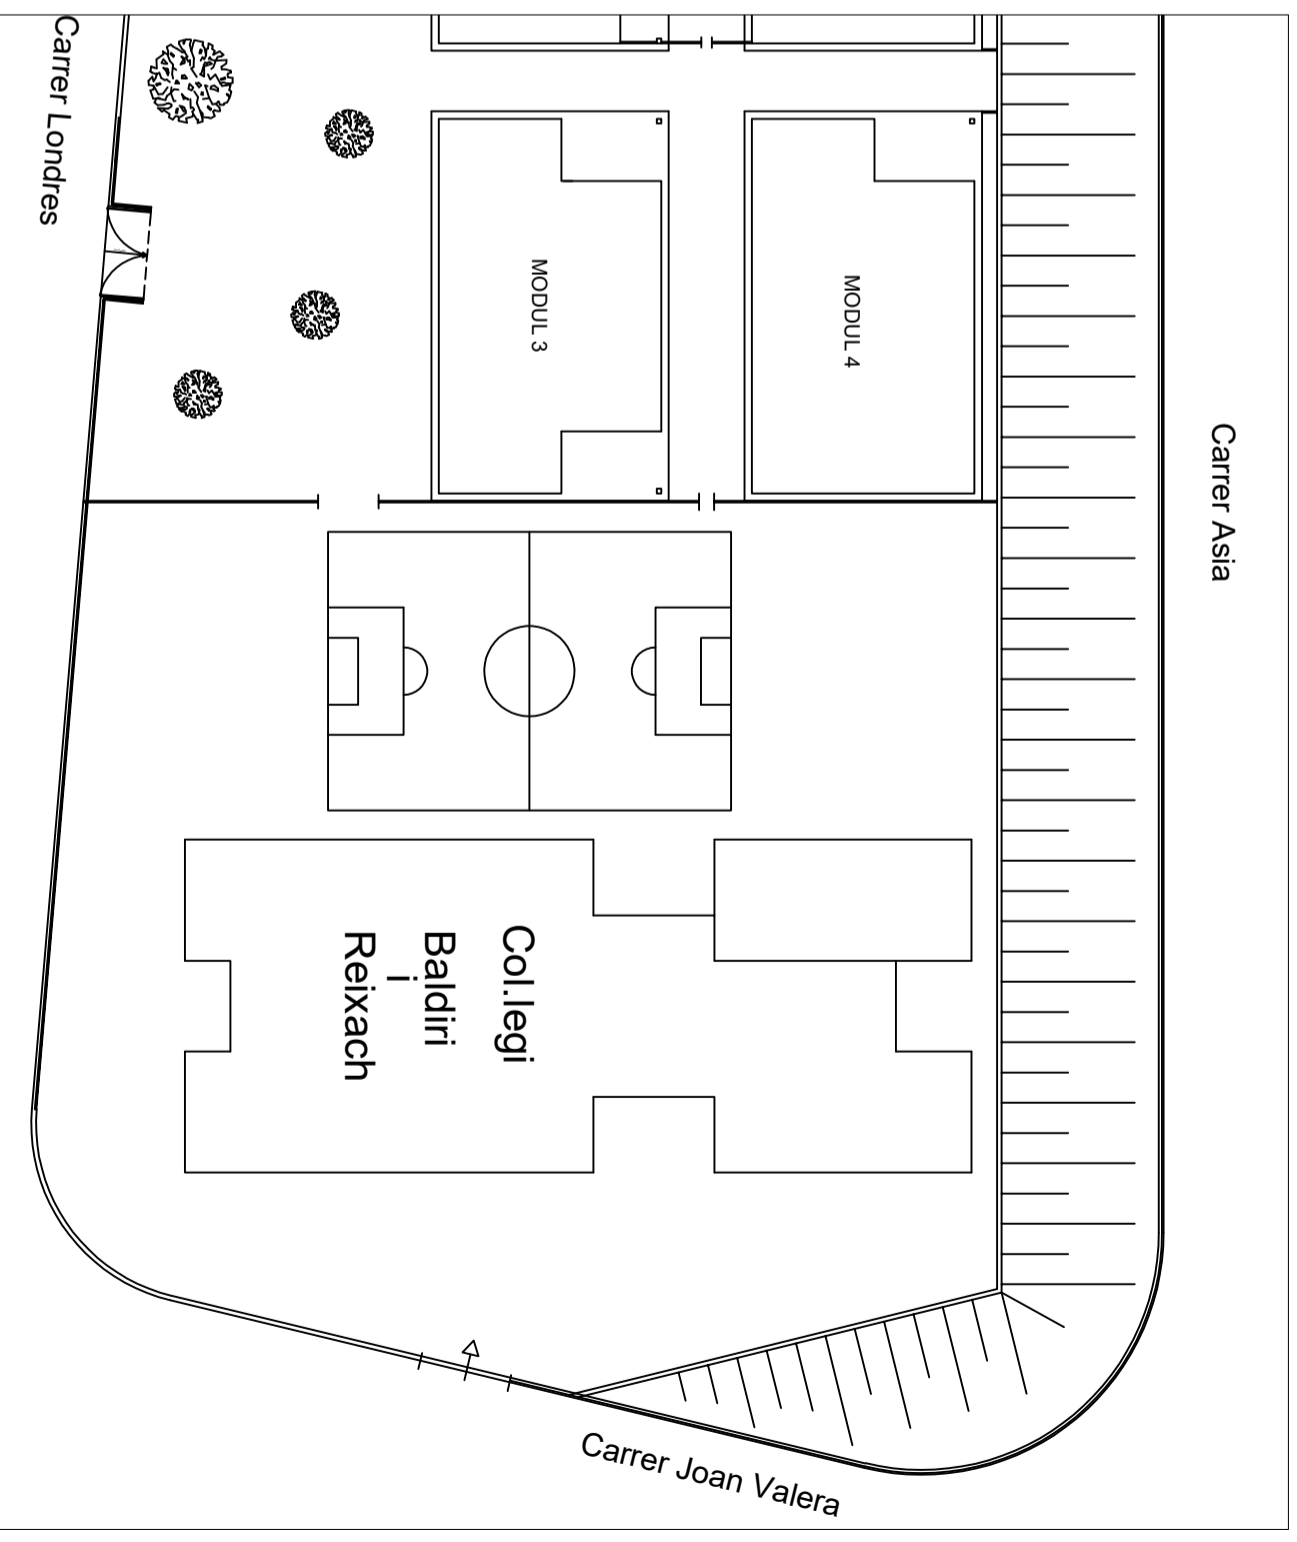 Carrer Londres
MODUL 3
MODUL 4
Carrer Asia
Col.legi
Baldiri
i
Reixach
Carrer Joan Valera